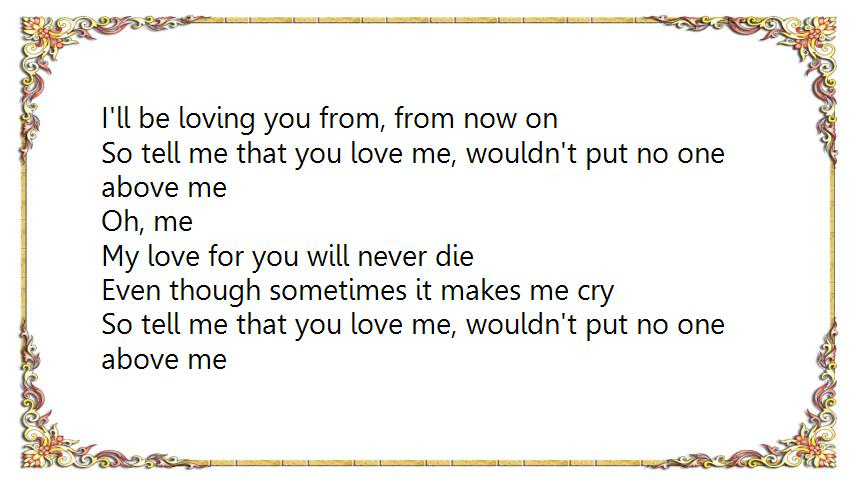 I'll be loving you from, from now on
So tell me that you love me, wouldn't put no one
above me
Oh, me
My love for you will never die
Even though sometimes it makes me cry
So tell me that you love me, wouldn't put no one
above me